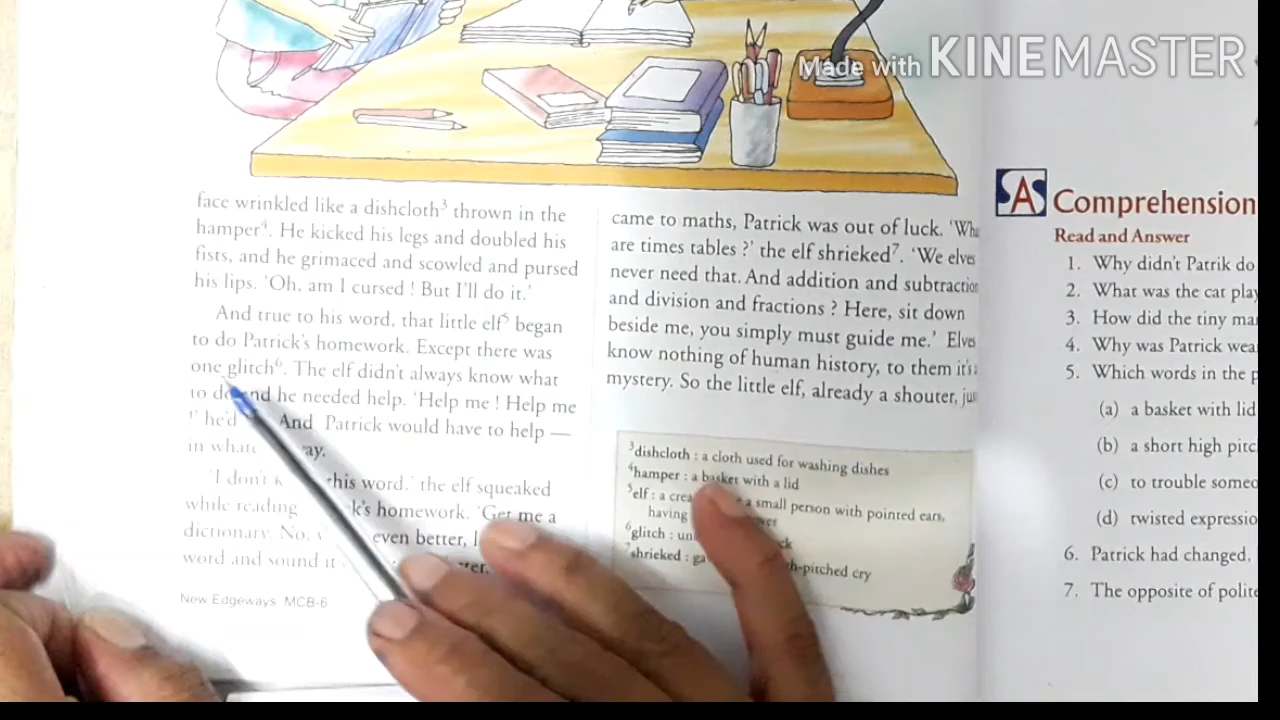 Made with KINEMASTER
face wrinkled like a dishcloth³ thrown in the
hamper⁴. He kicked his legs and doubled his
fists, and he grimaced and scowled and pursed
his lips. 'Oh, am I cursed ! But I'll do it.'
And true to his word, that little elf⁵ began
to do Patrick's homework. Except there was
one glitch⁶. The elf didn't always know what
to do and he needed help. 'Help me ! Help me
!' he'd And Patrick would have to help —
in
'I don't this word.' the elf squeaked
while reading homework. 'Get me a
dictionary. No, even better,
word and sound it
New Edgeways MCB-6
came to maths, Patrick was out of luck.
are times tables ?' the elf shrieked⁷. 'We elves
never need that. And addition and subtraction
and division and fractions ? Here, sit down
beside me, you simply must guide me.' Elves
know nothing of human history, to them it's
mystery. So the little elf, already a shouter,
³dishcloth : a cloth used for washing dishes
⁴hamper : a basket with a lid
⁵elf : a small person with pointed ears,
having
⁶glitch :
⁷shrieked : cry
SAS Comprehension
Read and Answer
1. Why didn't Patrik do
2. What was the cat
3. How did the tiny
4. Why was Patrick
5. Which words in the
(a) a basket with lid
(b) a short high
(c) to trouble
(d) twisted
6. Patrick had changed,
7. The opposite of